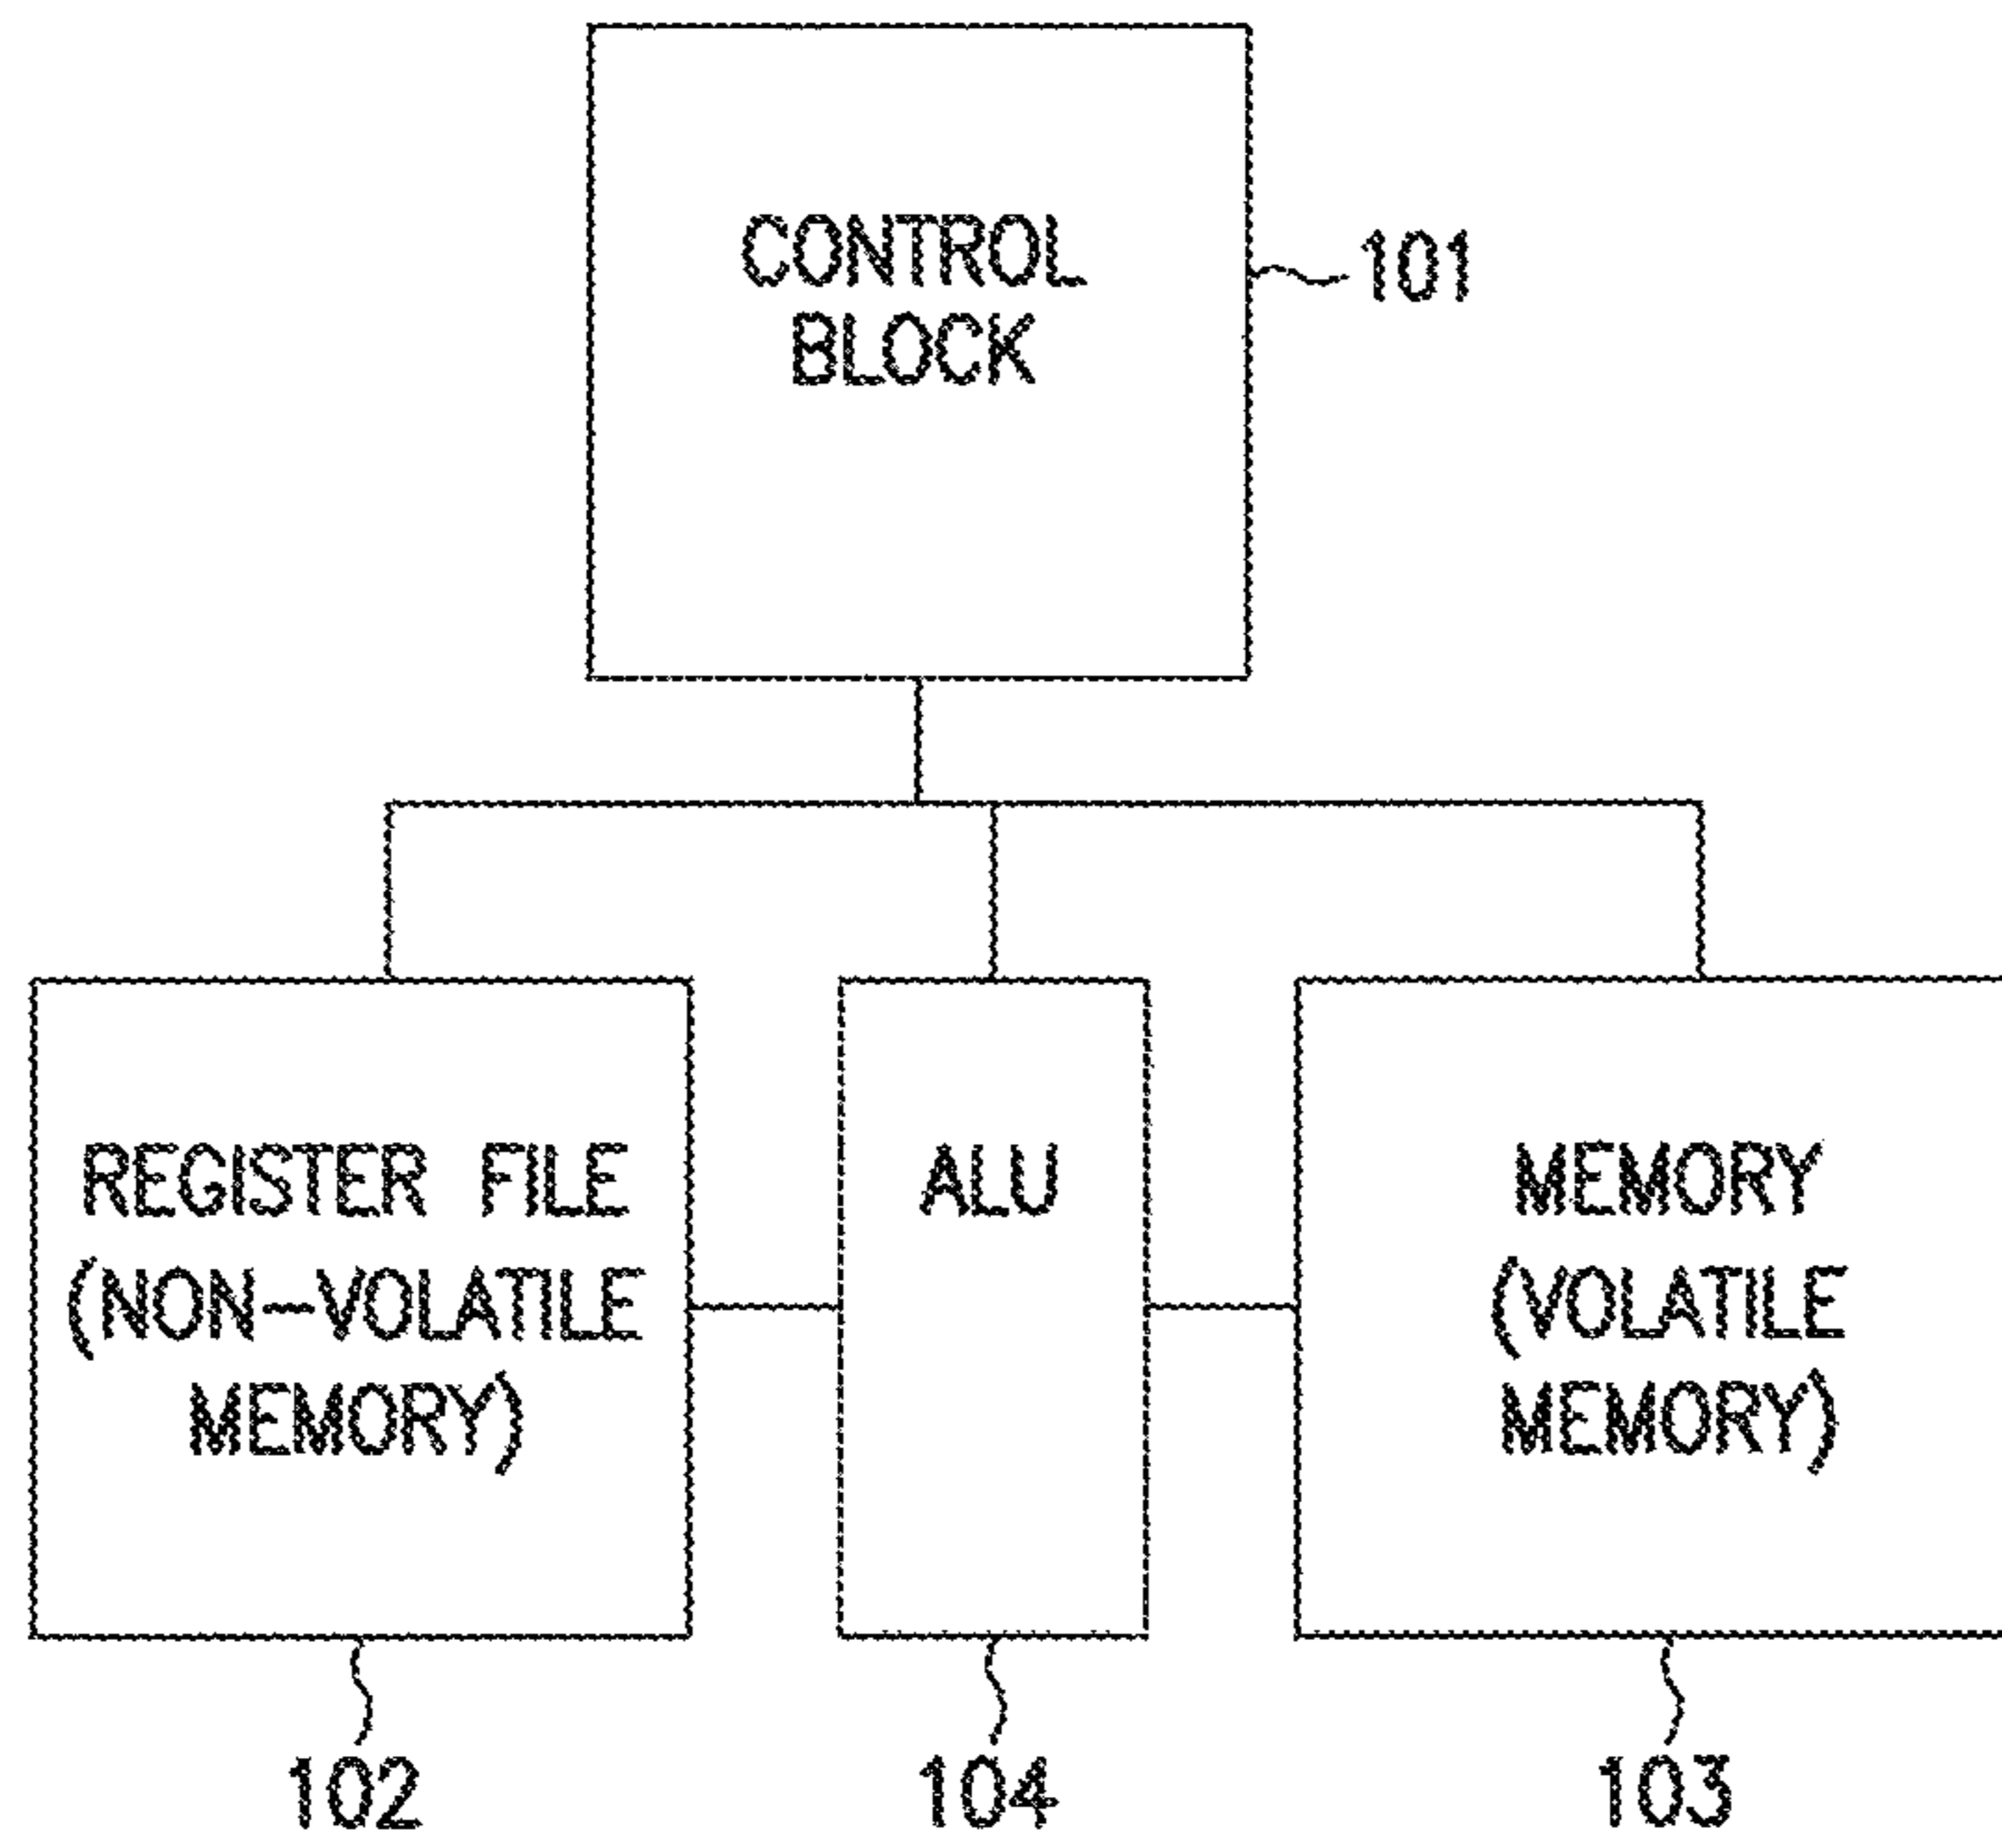 CONTROL
BLOCK
101
REGISTER FILE
(NON-VOLATILE
MEMORY)
ALU
MEMORY
(VOLATILE
MEMORY)
102
104
103